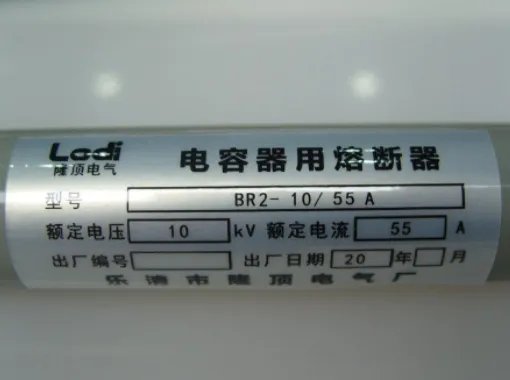 Ledi 电容器用熔断器
隆顶电气
型号 BR2-10/55A
额定电压 10 kV 额定电流 55 A
出厂编号 出厂日期 20 年 月
乐清市隆顶电气厂